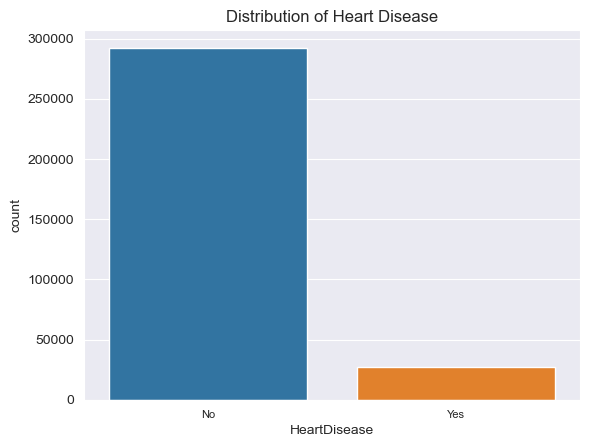 Distribution of Heart Disease
300000
250000
200000
150000
100000
50000
0
count
No Yes
HeartDisease